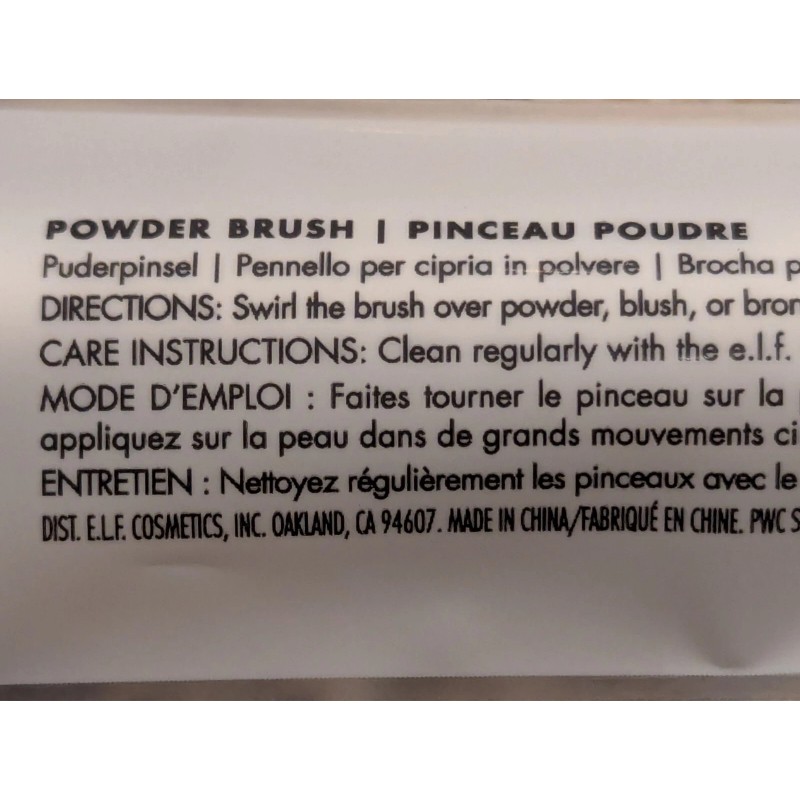 POWDER BRUSH | PINCEAU POUDRE
Puderpinsel | Pennello per cipria in polvere | Brocha p
DIRECTIONS: Swirl the brush over powder, blush, or bron
CARE INSTRUCTIONS: Clean regularly with the e.l.f.
MODE D'EMPLOI : Faites tourner le pinceau sur la
appliquez sur la peau dans de grands mouvements ci
ENTRETIEN : Nettoyez régulièrement les pinceaux avec le
DIST. E.L.F. COSMETICS, INC. OAKLAND, CA 94607. MADE IN CHINA/FABRIQUÉ EN CHINE. PWC S